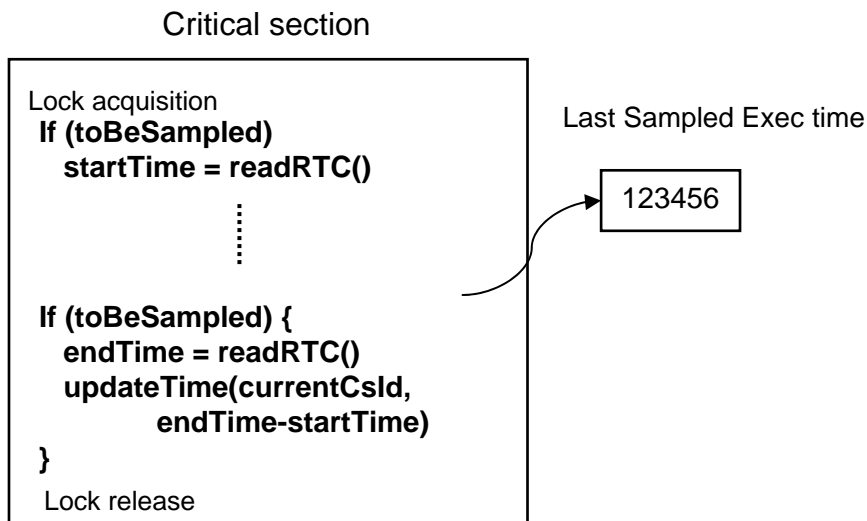 Critical section
Lock acquisition
If (toBeSampled)
startTime = readRTC()
Last Sampled Exec time
123456
If (toBeSampled) {
endTime = readRTC()
updateTime(currentCsId,
endTime-startTime)
}
Lock release